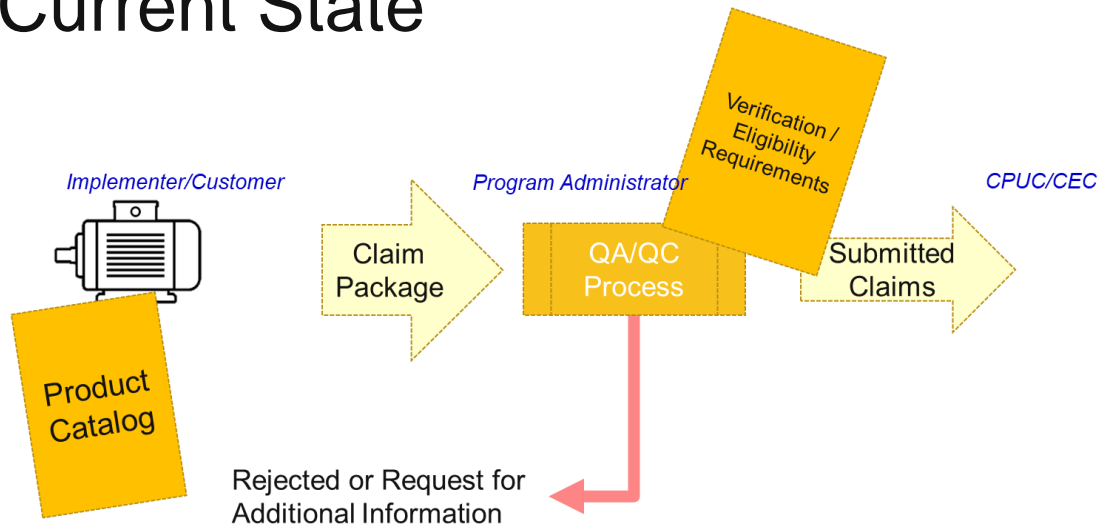 Current State
Implementer/Customer
Product
Catalog
Claim
Package
Program Administrator
QA/QC
Process
Verification /
Eligibility
Requirements
CPUC/CEC
Submitted
Claims
Rejected or Request for
Additional Information